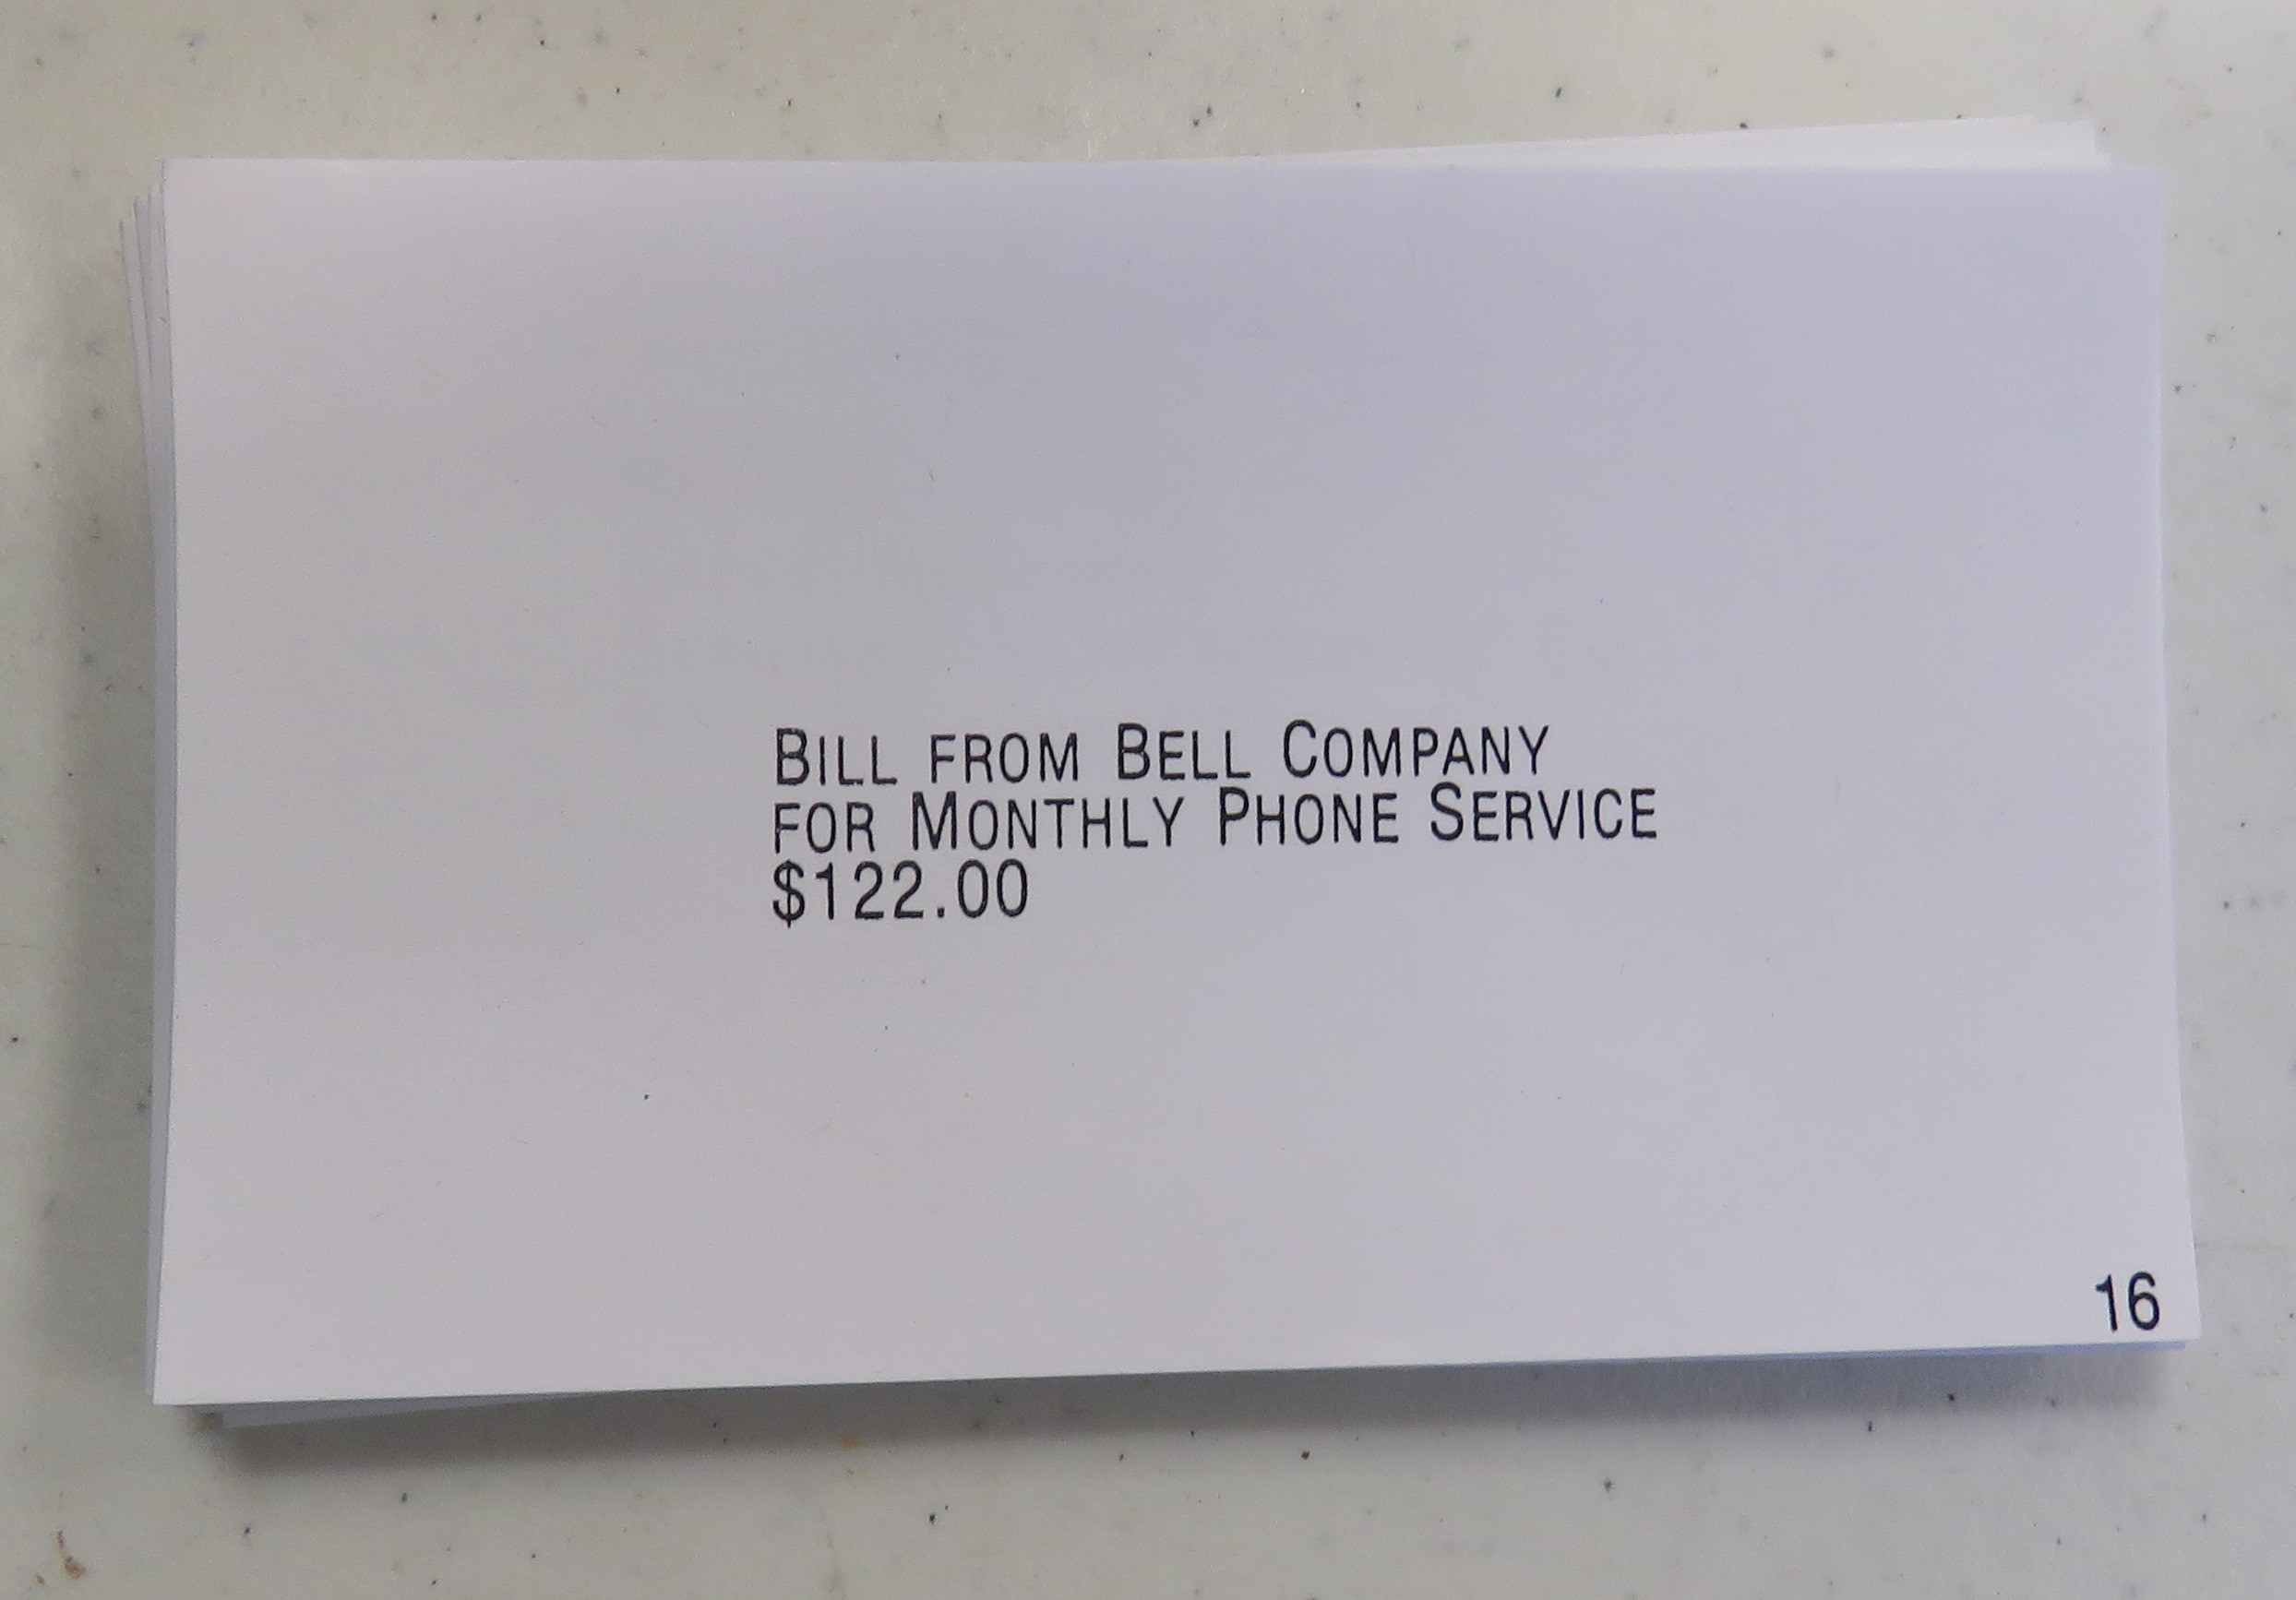 BILL FROM BELL COMPANY
FOR MONTHLY PHONE SERVICE
$122.00
16